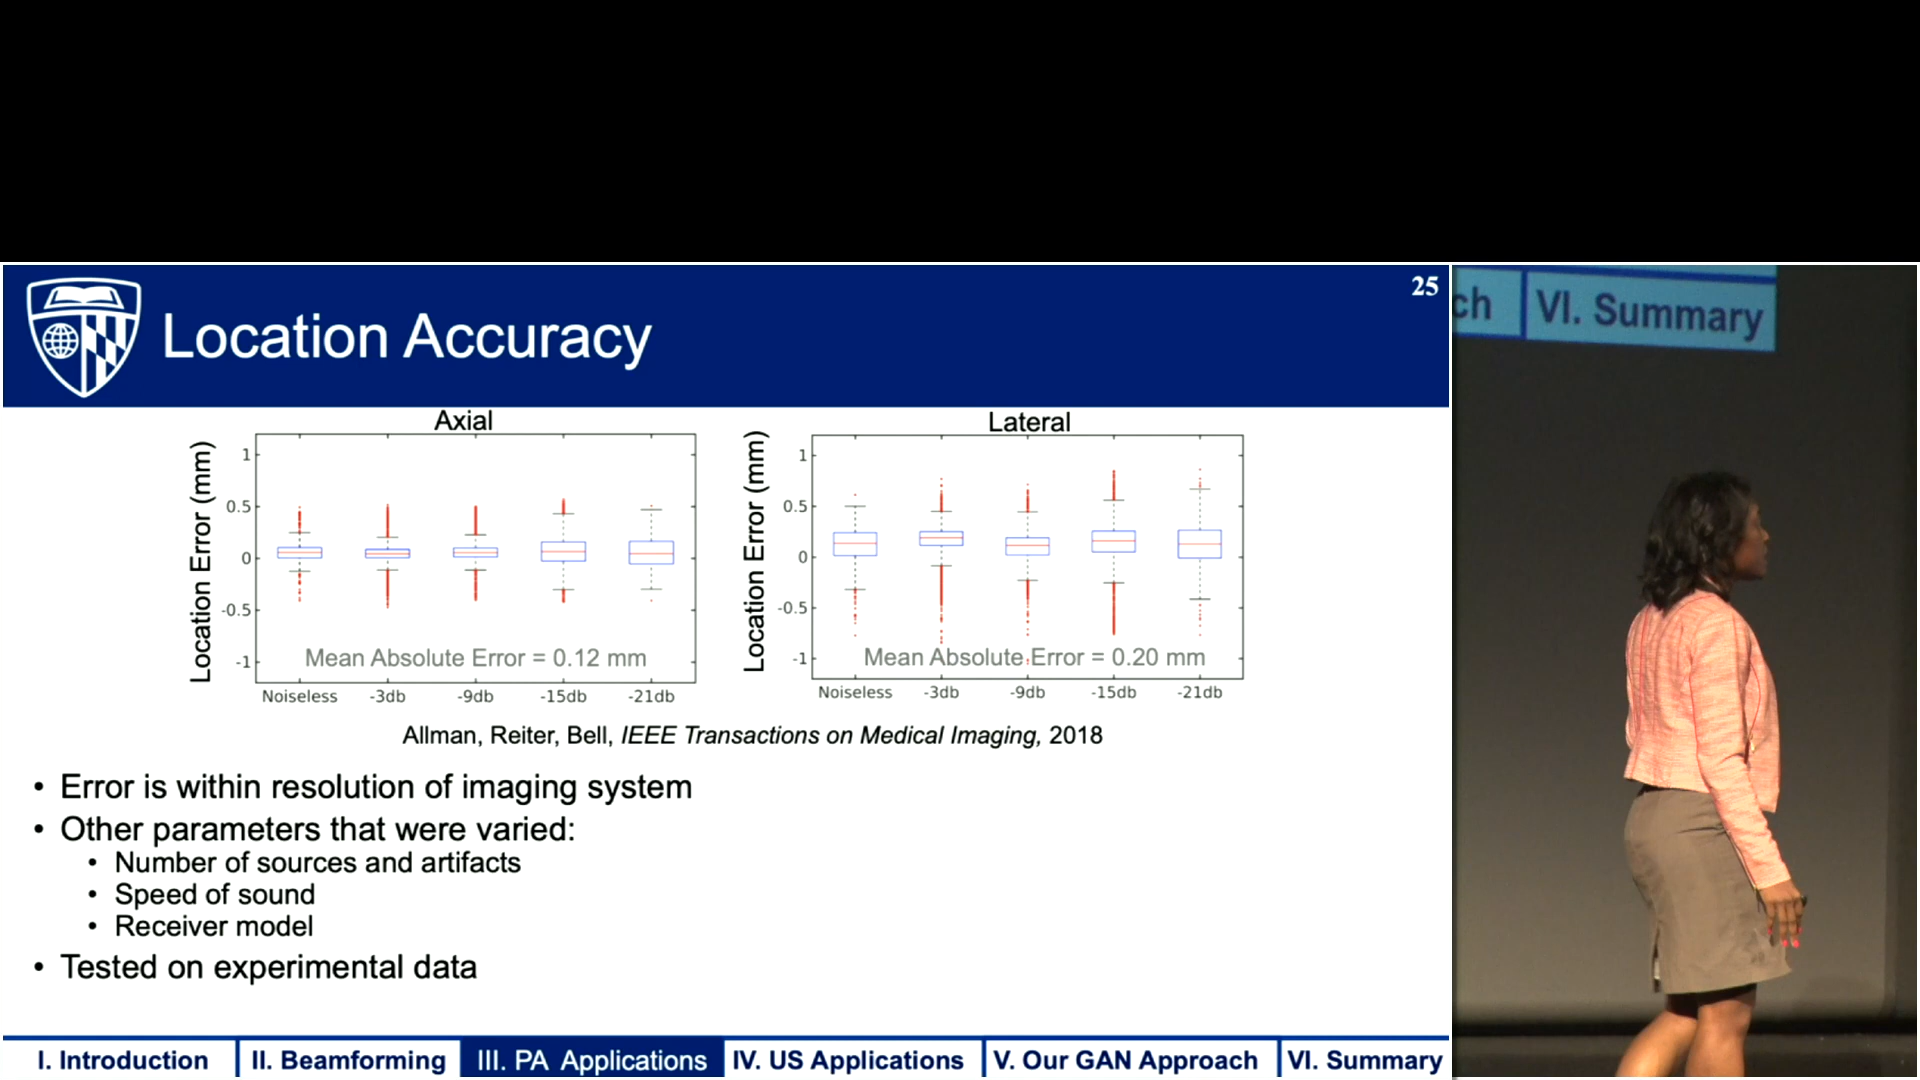 25
Location Accuracy
Axial
Location Error (mm)
1
0.5
0
-0.5
-1
Mean Absolute Error = 0.12 mm
Noiseless -3db -9db -15db -21db
Lateral
Location Error (mm)
1
0.5
0
-0.5
-1
Mean Absolute Error = 0.20 mm
Noiseless -3db -9db -15db -21db
Allman, Reiter, Bell, IEEE Transactions on Medical Imaging, 2018
• Error is within resolution of imaging system
• Other parameters that were varied:
• Number of sources and artifacts
• Speed of sound
• Receiver model
• Tested on experimental data
I. Introduction II. Beamforming III. PA Applications IV. US Applications V. Our GAN Approach VI. Summary
ch VI. Summary